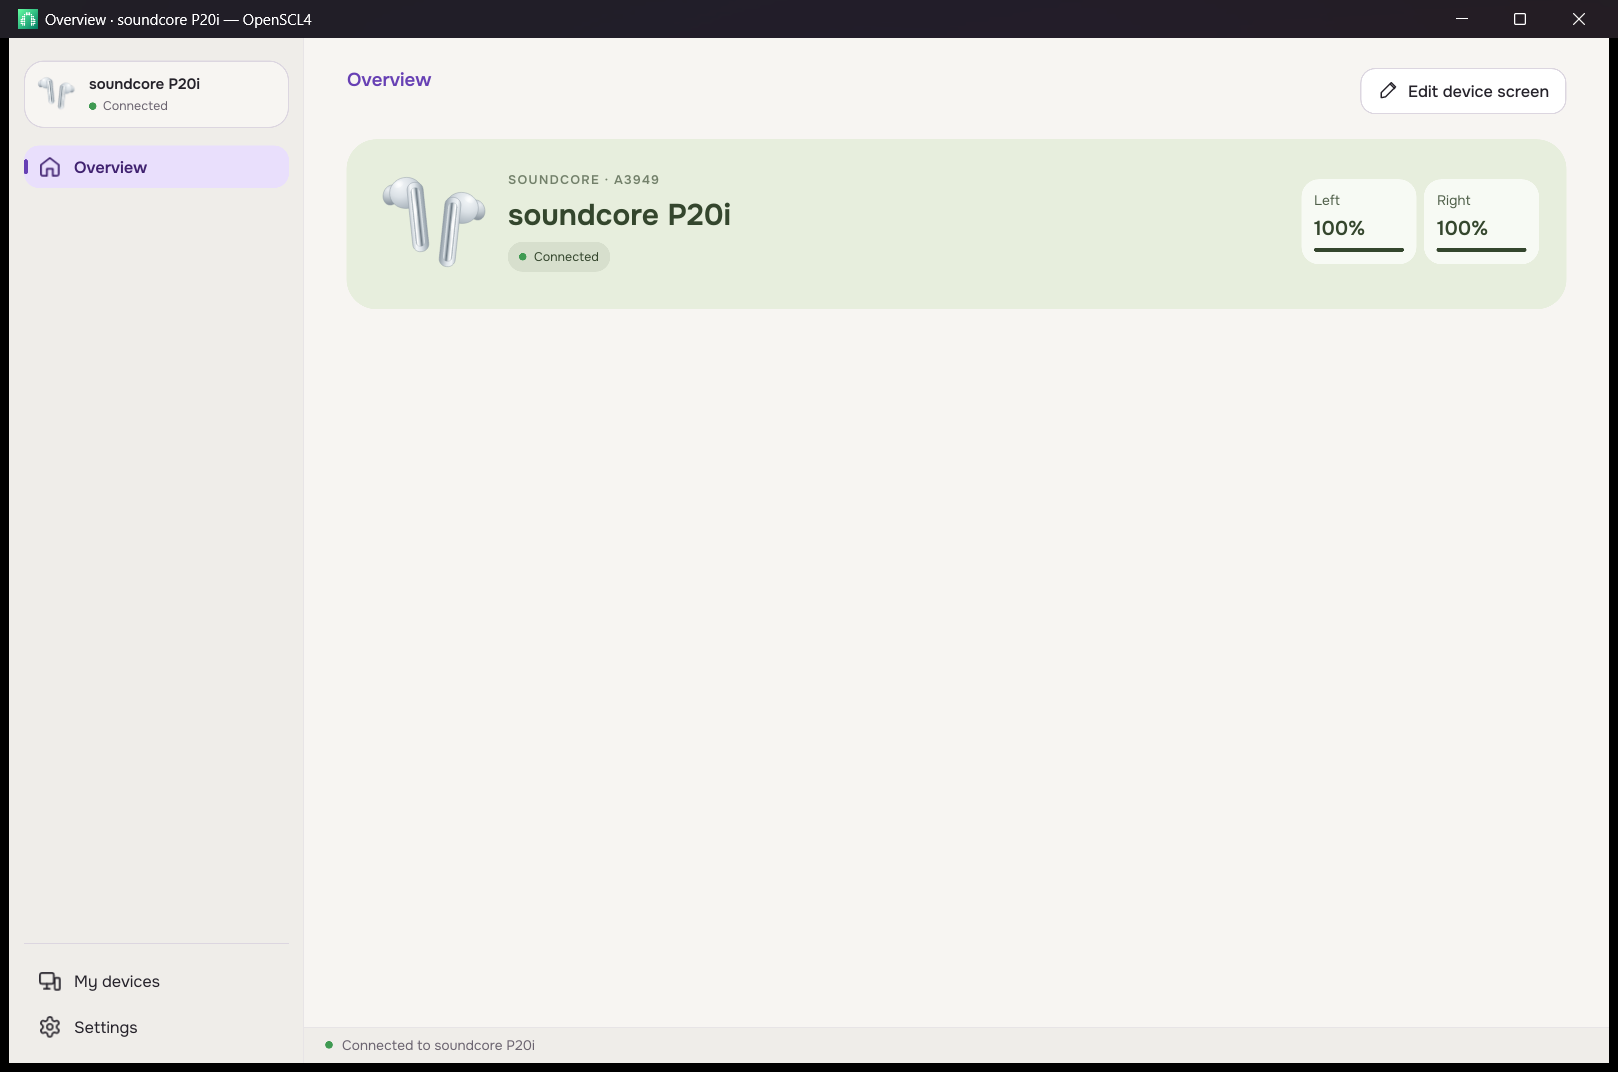 Overview · soundcore P20i — OpenSCL4
soundcore P20i
Connected
Overview
My devices
Settings
Overview
Edit device screen
SOUNDCORE · A3949
soundcore P20i
Connected
Left
100%
Right
100%
Connected to soundcore P20i